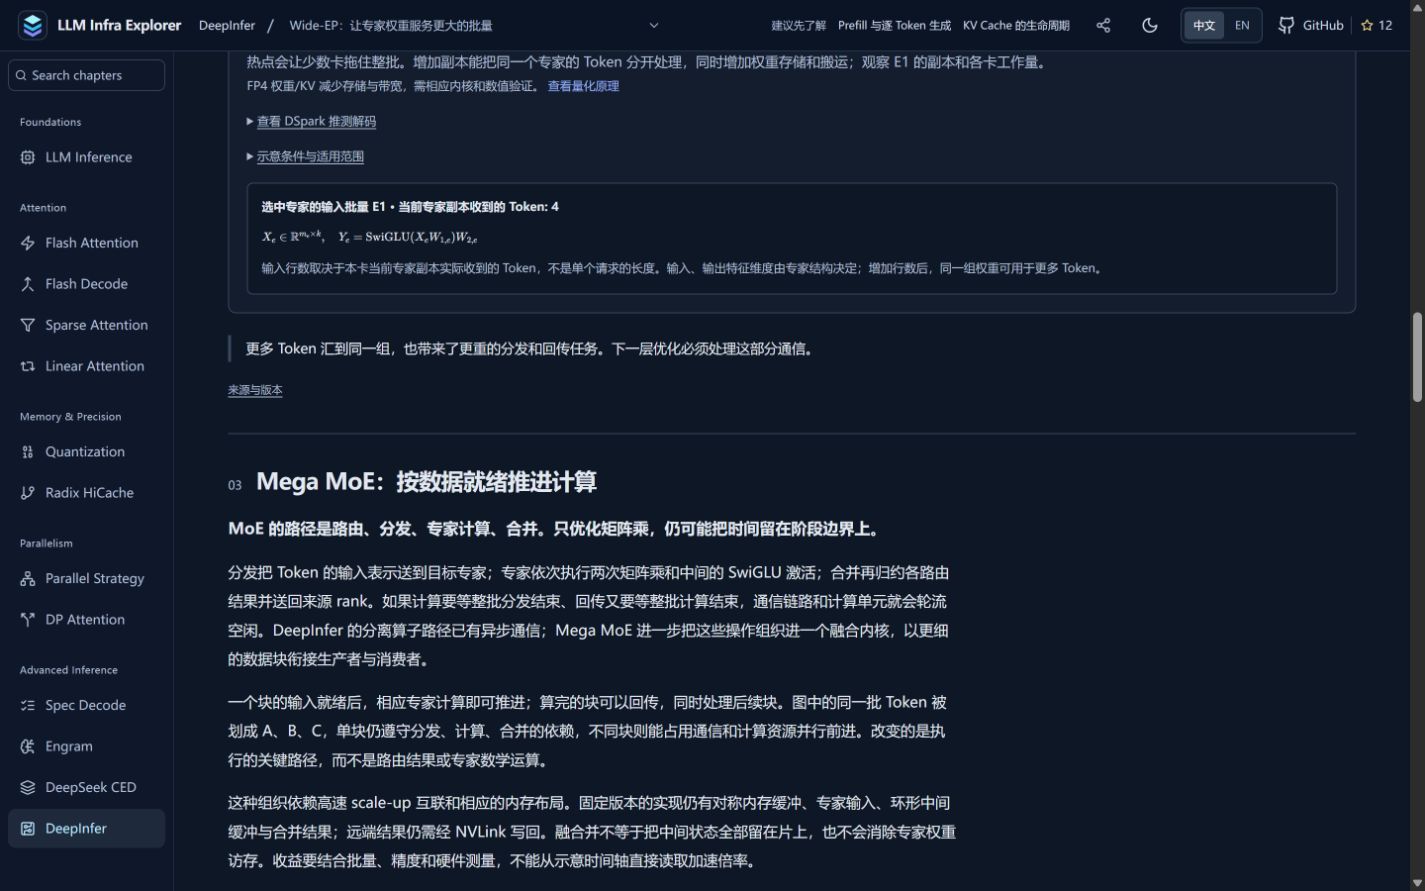 LLM Infra Explorer
DeepInfer / Wide-EP：让专家权重服务更大的批量
建议先了解 Prefill 与逐 Token 生成 KV Cache 的生命周期
中文 EN GitHub 12
Search chapters
Foundations
LLM Inference
Attention
Flash Attention
Flash Decode
Sparse Attention
Linear Attention
Memory & Precision
Quantization
Radix HiCache
Parallelism
Parallel Strategy
DP Attention
Advanced Inference
Spec Decode
Engram
DeepSeek CED
DeepInfer
热点会让少数卡拖住整批。增加副本能把同一个专家的 Token 分开处理，同时增加权重存储和搬运；观察 E1 的副本和各卡工作量。
FP4 权重/KV 减少存储与带宽，需相应内核和数值验证。 查看量化原理
▶ 查看 DSpark 推测解码
▶ 示意条件与适用范围
选中专家的输入批量 E1 · 当前专家副本收到的 Token: 4
X_e ∈ ℝ^{m_e×k}, Y_e = SwiGLU(X_e W_{1,e})W_{2,e}
输入行数取决于本卡当前专家副本实际收到的 Token，不是单个请求的长度。输入、输出特征维度由专家结构决定；增加行数后，同一组权重可用于更多 Token。
更多 Token 汇到同一组，也带来了更重的分发和回传任务。下一层优化必须处理这部分通信。
来源与版本
03 Mega MoE：按数据就绪推进计算
MoE 的路径是路由、分发、专家计算、合并。只优化矩阵乘，仍可能把时间留在阶段边界上。
分发把 Token 的输入表示送到目标专家；专家依次执行两次矩阵乘和中间的 SwiGLU 激活；合并再归约各路由
结果并送回来源 rank。如果计算要等整批分发结束、回传又要等整批计算结束，通信链路和计算单元就会轮流
空闲。DeepInfer 的分离算子路径已有异步通信；Mega MoE 进一步把这些操作组织进一个融合内核，以更细
的数据块衔接生产者与消费者。
一个块的输入就绪后，相应专家计算即可推进；算完的块可以回传，同时处理后续块。图中的同一批 Token 被
划成 A、B、C，单块仍遵守分发、计算、合并的依赖，不同块则能占用通信和计算资源并行前进。改变的是执
行的关键路径，而不是路由结果或专家数学运算。
这种组织依赖高速 scale-up 互联和相应的内存布局。固定版本的实现仍有对称内存缓冲、专家输入、环形中间
缓冲与合并结果；远端结果仍需经 NVLink 写回。融合并不等于把中间状态全部留在片上，也不会消除专家权重
访存。收益要结合批量、精度和硬件测量，不能从示意时间轴直接读取加速倍率。